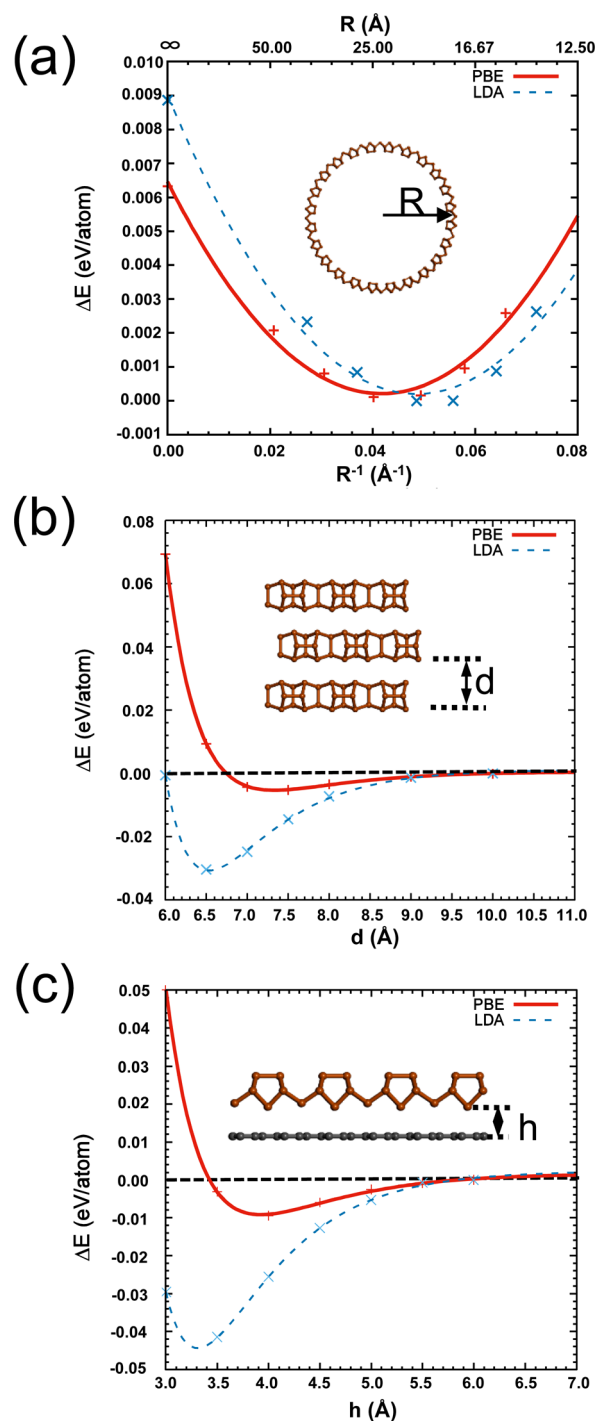 (a)
R (Å)
∞ 50.00 25.00 16.67 12.50
0.010
0.009
0.008
0.007
0.006
0.005
0.004
0.003
0.002
0.001
0.000
-0.001
ΔE (eV/atom)
PBE
LDA
R
0.00 0.02 0.04 0.06 0.08
R⁻¹ (Å⁻¹)
(b)
0.08
0.06
0.04
0.02
0.00
-0.02
-0.04
ΔE (eV/atom)
PBE
LDA
d
6.0 6.5 7.0 7.5 8.0 8.5 9.0 9.5 10.0 10.5 11.0
d (Å)
(c)
0.05
0.04
0.03
0.02
0.01
0.00
-0.01
-0.02
-0.03
-0.04
-0.05
ΔE (eV/atom)
PBE
LDA
h
3.0 3.5 4.0 4.5 5.0 5.5 6.0 6.5 7.0
h (Å)